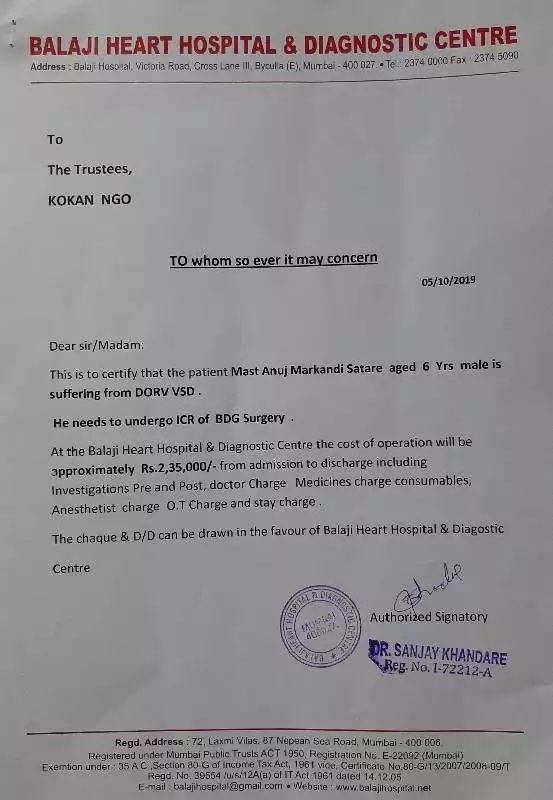 BALAJI HEART HOSPITAL & DIAGNOSTIC CENTRE
Address : Balaji Hospital, Victoria Road, Cross Lane III, Byculla (E), Mumbai - 400 027. • Tel.: 2374 0000 Fax : 2374 5090
To
The Trustees,
KOKAN NGO
TO whom so ever it may concern
05/10/2019
Dear sir/Madam:
This is to certify that the patient Mast Anuj Markandi Satare aged 6 Yrs male is
suffering from DORV VSD .
He needs to undergo ICR of BDG Surgery .
At the Balaji Heart Hospital & Diagnostic Centre the cost of operation will be
approximately Rs.2,35,000/- from admission to discharge including
Investigations Pre and Post, doctor Charge Medicines charge consumables,
Anesthetist charge O.T Charge and stay charge .
The chaque & D/D can be drawn in the favour of Balaji Heart Hospital & Diagostic
Centre
BALAJI HEART HOSPITAL & DIAGNOSTIC CENTRE
MUMBAI
400027
Authorized Signatory
DR. SANJAY KHANDARE
Reg. No. I-72212-A
Regd. Address : 72, Laxmi Vilas, 87 Nepean Sea Road, Mumbai - 400 006.
Registered under Mumbai Public Trusts ACT 1950, Registration No. E-22092 (Mumbai)
Exemtion under : 35 A C ,Section 80-G of Income Tax Act, 1961 vide, Certificate No.80-G/13/2007/2008-09/T
Regd. No. 39554 /u/s/12A(a) of IT Act 1961 dated 14.12.05
E-mail : balajihospital@gmail.com • Website : www.balajihospital.net